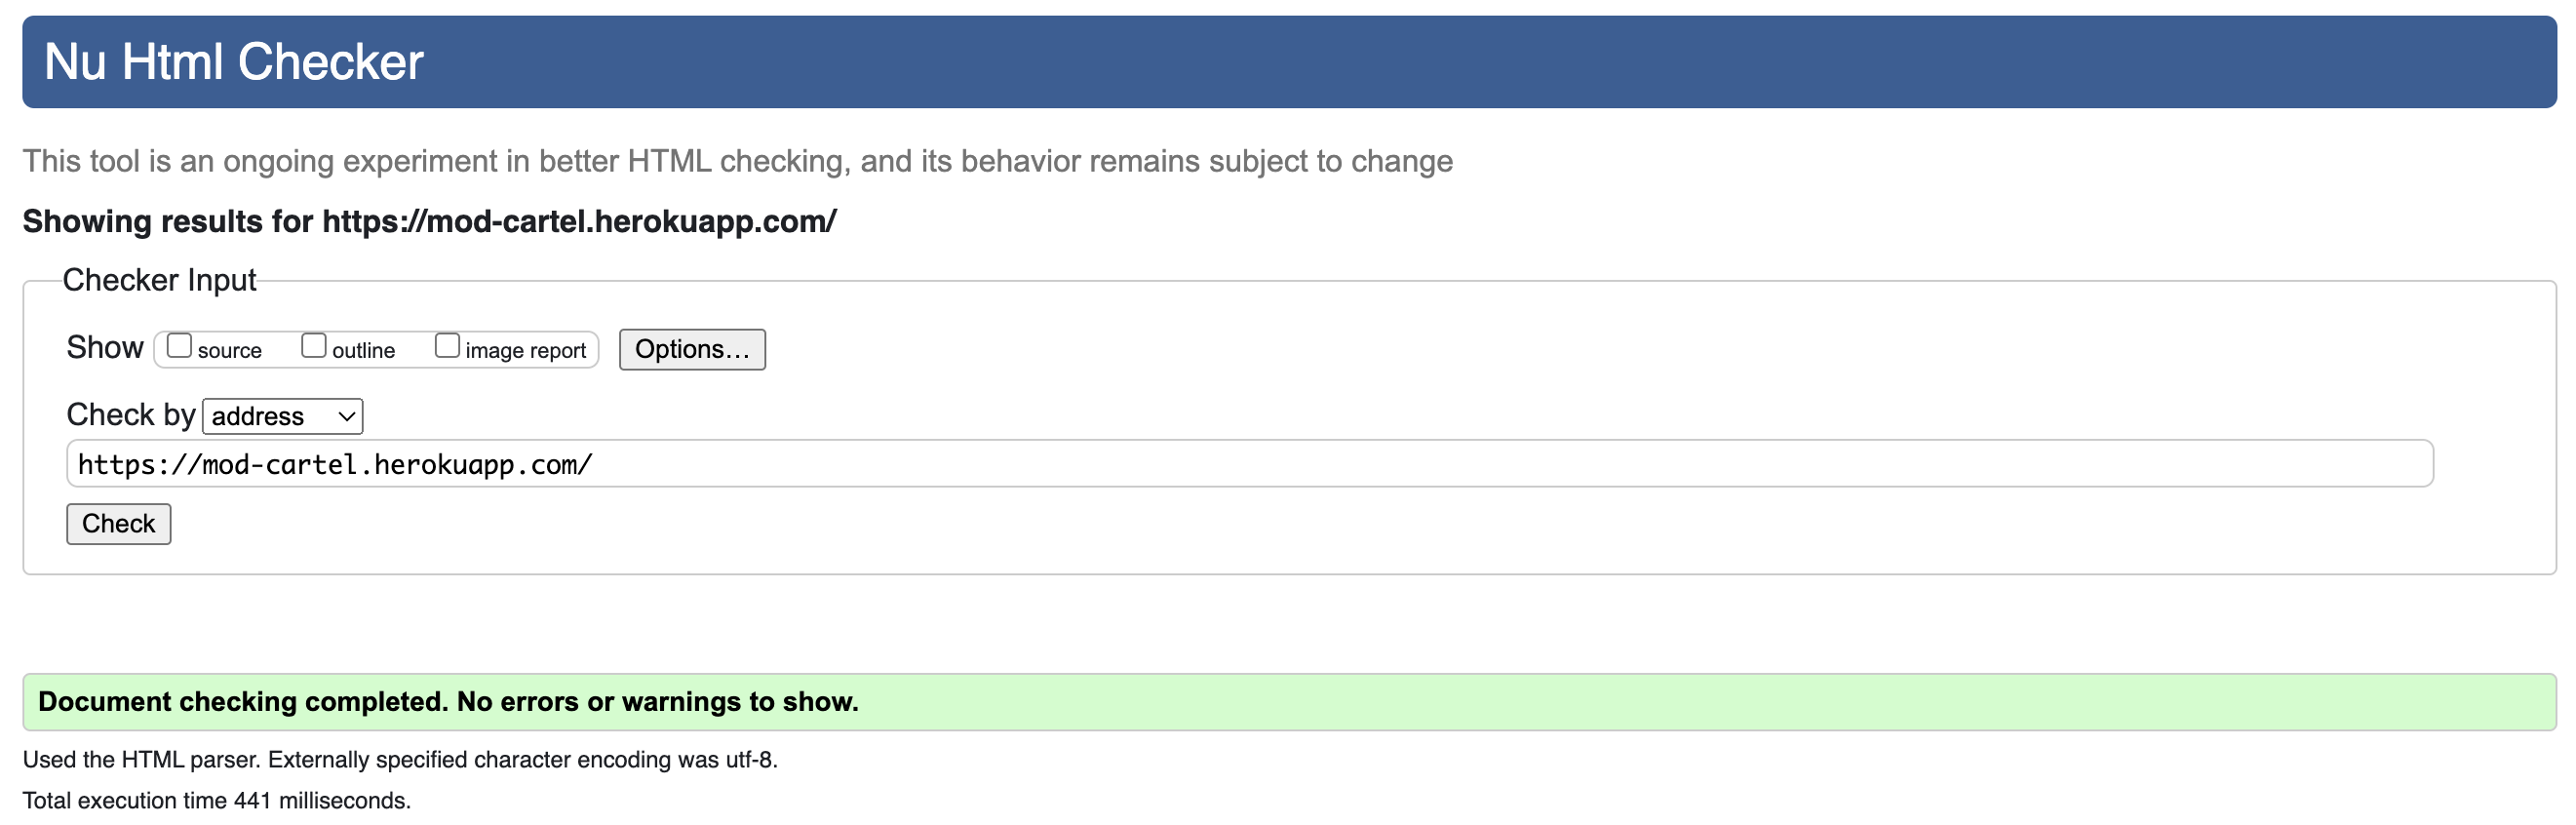 Nu Html Checker
This tool is an ongoing experiment in better HTML checking, and its behavior remains subject to change
Showing results for https://mod-cartel.herokuapp.com/
Checker Input
Show source outline image report Options…
Check by address
https://mod-cartel.herokuapp.com/
Check
Document checking completed. No errors or warnings to show.
Used the HTML parser. Externally specified character encoding was utf-8.
Total execution time 441 milliseconds.